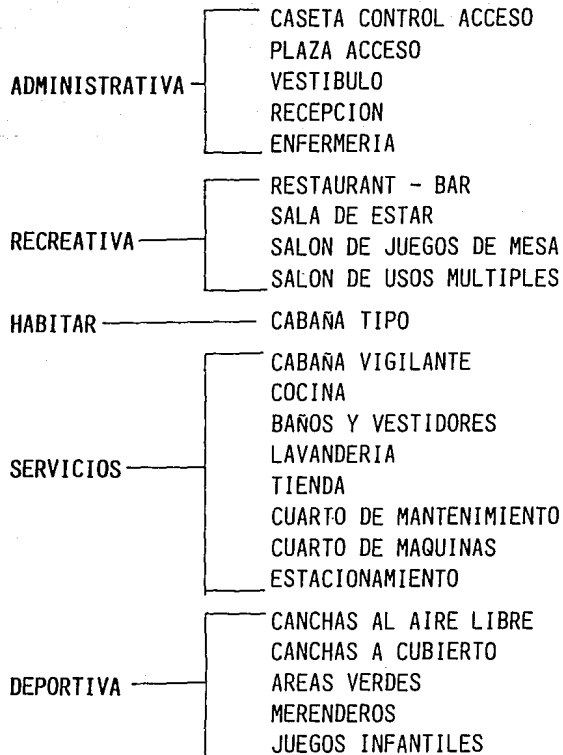 CASETA CONTROL ACCESO
PLAZA ACCESO
ADMINISTRATIVA
VESTIBULO
RECEPCION
ENFERMERIA
RESTAURANT - BAR
SALA DE ESTAR
RECREATIVA
SALON DE JUEGOS DE MESA
SALON DE USOS MULTIPLES
HABITAR
CABAÑA TIPO
CABAÑA VIGILANTE
COCINA
BAÑOS Y VESTIDORES
LAVANDERIA
SERVICIOS
TIENDA
CUARTO DE MANTENIMIENTO
CUARTO DE MAQUINAS
ESTACIONAMIENTO
CANCHAS AL AIRE LIBRE
CANCHAS A CUBIERTO
DEPORTIVA
AREAS VERDES
MERENDEROS
JUEGOS INFANTILES